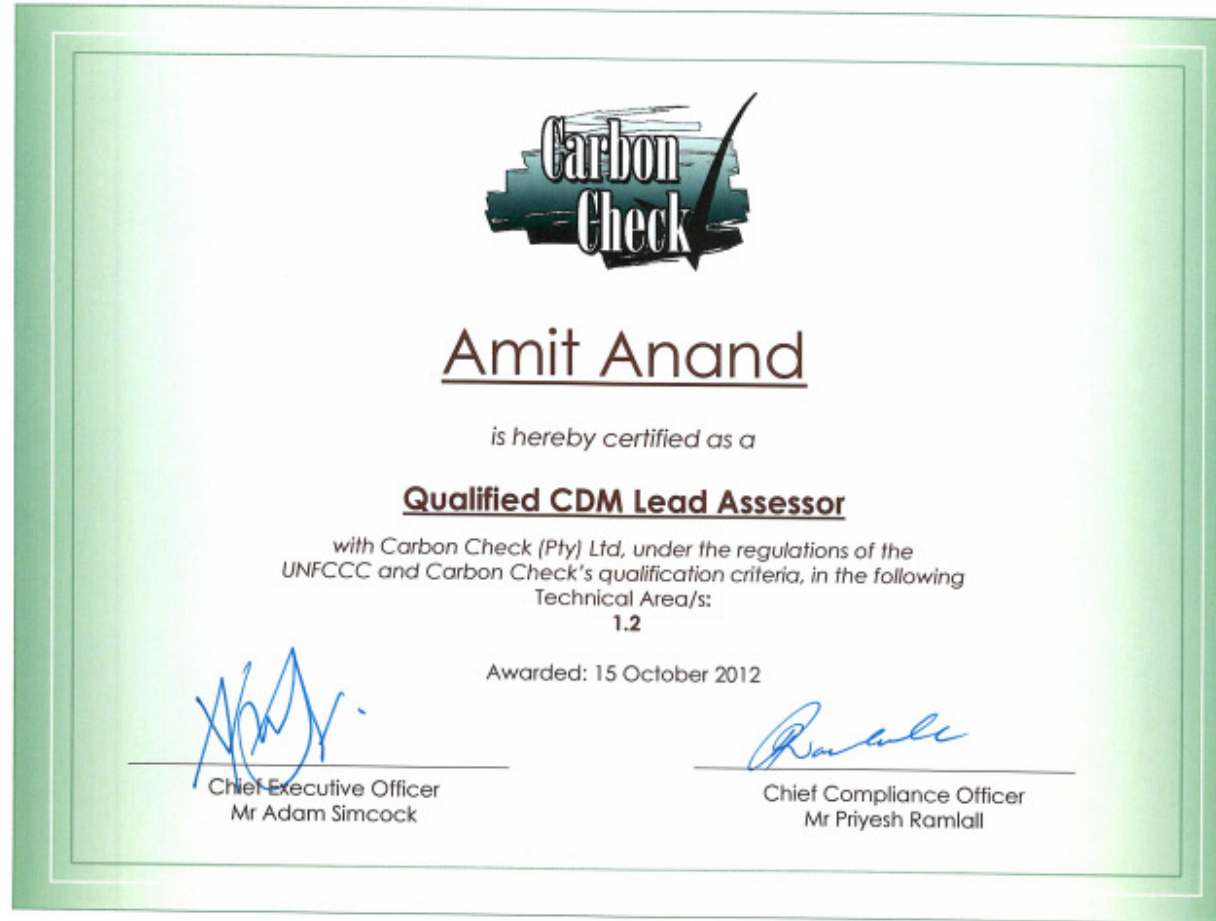 Carbon
Check
Amit Anand
is hereby certified as a
Qualified CDM Lead Assessor
with Carbon Check (Pty) Ltd, under the regulations of the
UNFCCC and Carbon Check's qualification criteria, in the following
Technical Area/s:
1.2
Awarded: 15 October 2012
Chief Executive Officer
Mr Adam Simcock
Chief Compliance Officer
Mr Priyesh Ramlall